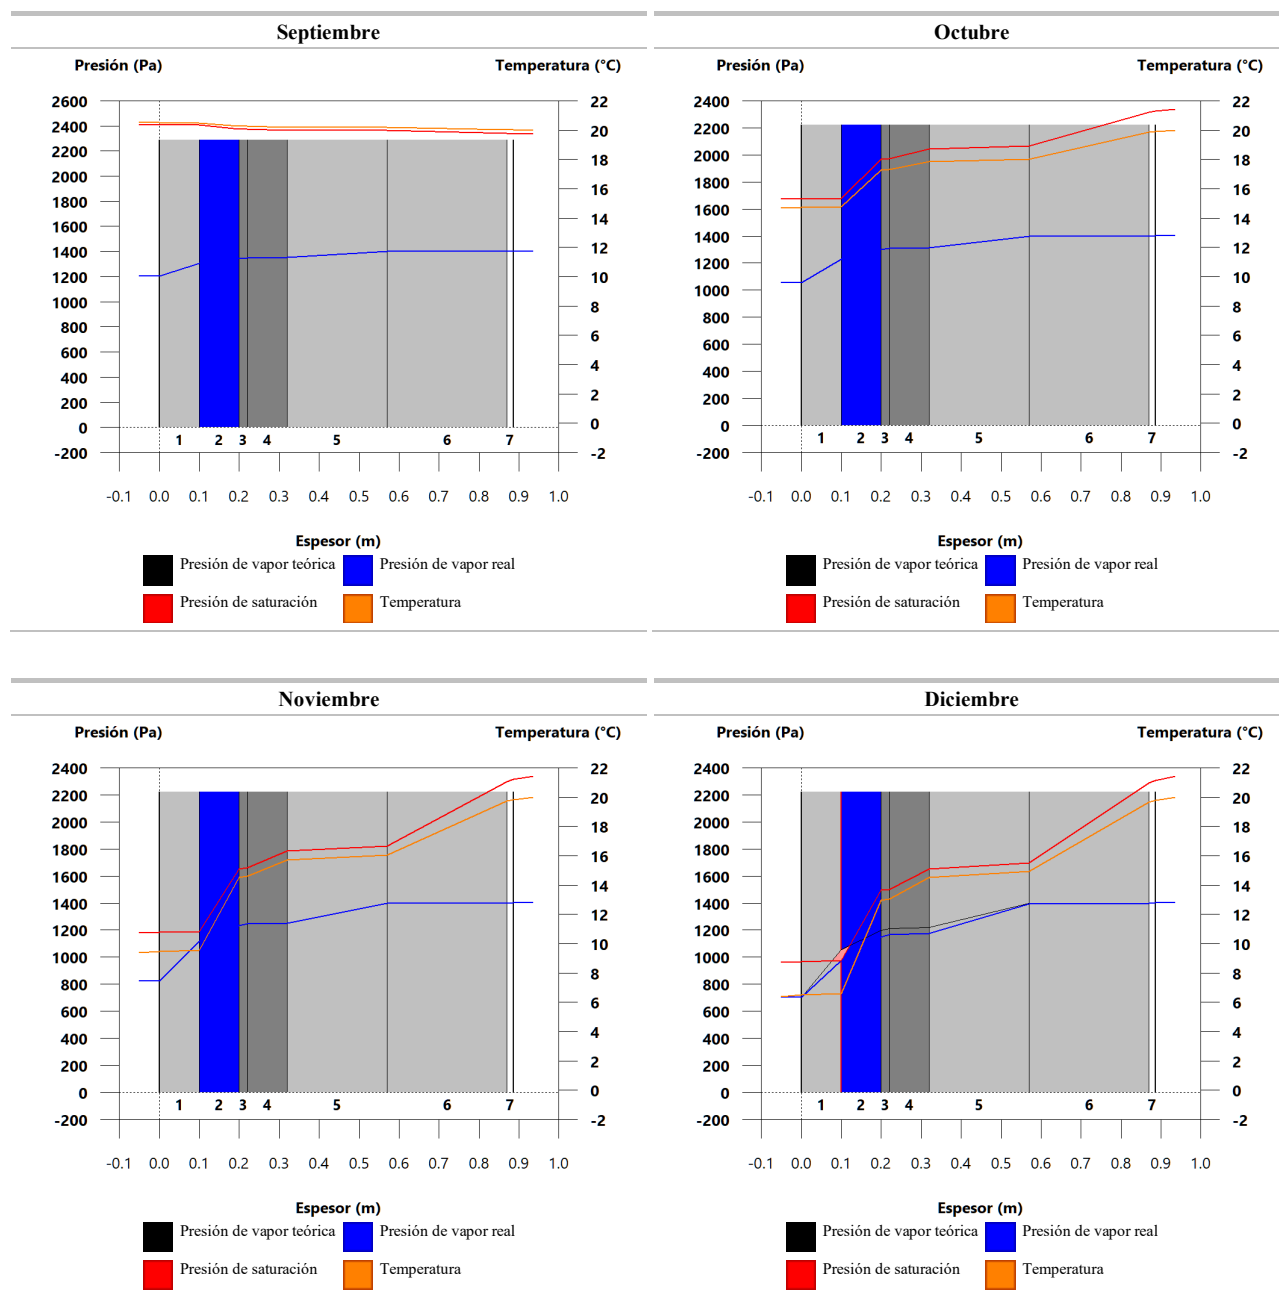 Septiembre
Presión (Pa) Temperatura (°C)
2600 22
2400 20
2200 18
2000 16
1800 14
1600 12
1400 10
1200 8
1000 6
800 4
600 2
400 0
200 -2
0
-200
1 2 3 4 5 6 7
-0.1 0.0 0.1 0.2 0.3 0.4 0.5 0.6 0.7 0.8 0.9 1.0
Espesor (m)
Presión de vapor teórica Presión de vapor real
Presión de saturación Temperatura
Octubre
Presión (Pa) Temperatura (°C)
2400 22
2200 20
2000 18
1800 16
1600 14
1400 12
1200 10
1000 8
800 6
600 4
400 2
200 0
0 -2
-200
1 2 3 4 5 6 7
-0.1 0.0 0.1 0.2 0.3 0.4 0.5 0.6 0.7 0.8 0.9 1.0
Espesor (m)
Presión de vapor teórica Presión de vapor real
Presión de saturación Temperatura
Noviembre
Presión (Pa) Temperatura (°C)
2400 22
2200 20
2000 18
1800 16
1600 14
1400 12
1200 10
1000 8
800 6
600 4
400 2
200 0
0 -2
-200
1 2 3 4 5 6 7
-0.1 0.0 0.1 0.2 0.3 0.4 0.5 0.6 0.7 0.8 0.9 1.0
Espesor (m)
Presión de vapor teórica Presión de vapor real
Presión de saturación Temperatura
Diciembre
Presión (Pa) Temperatura (°C)
2400 22
2200 20
2000 18
1800 16
1600 14
1400 12
1200 10
1000 8
800 6
600 4
400 2
200 0
0 -2
-200
1 2 3 4 5 6 7
-0.1 0.0 0.1 0.2 0.3 0.4 0.5 0.6 0.7 0.8 0.9 1.0
Espesor (m)
Presión de vapor teórica Presión de vapor real
Presión de saturación Temperatura